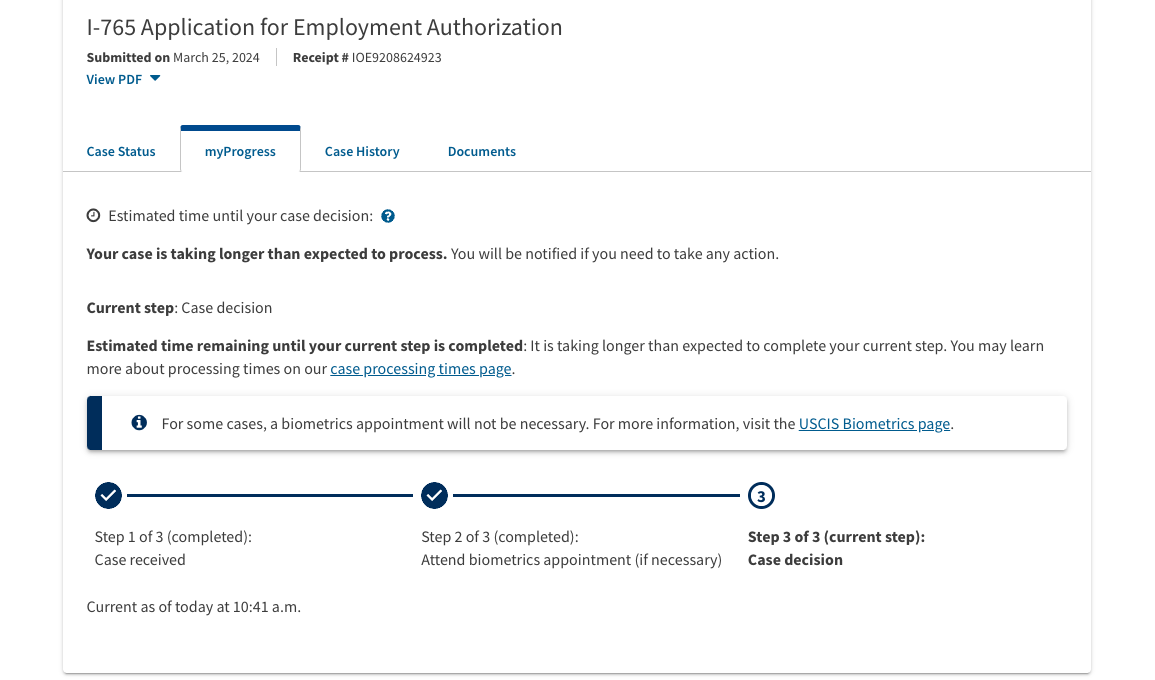 I-765 Application for Employment Authorization
Submitted on March 25, 2024 Receipt # IOE9208624923
View PDF
Case Status myProgress Case History Documents
Estimated time until your case decision: ?
Your case is taking longer than expected to process. You will be notified if you need to take any action.
Current step: Case decision
Estimated time remaining until your current step is completed: It is taking longer than expected to complete your current step. You may learn
more about processing times on our case processing times page.
For some cases, a biometrics appointment will not be necessary. For more information, visit the USCIS Biometrics page.
3
Step 1 of 3 (completed):
Case received
Step 2 of 3 (completed):
Attend biometrics appointment (if necessary)
Step 3 of 3 (current step):
Case decision
Current as of today at 10:41 a.m.